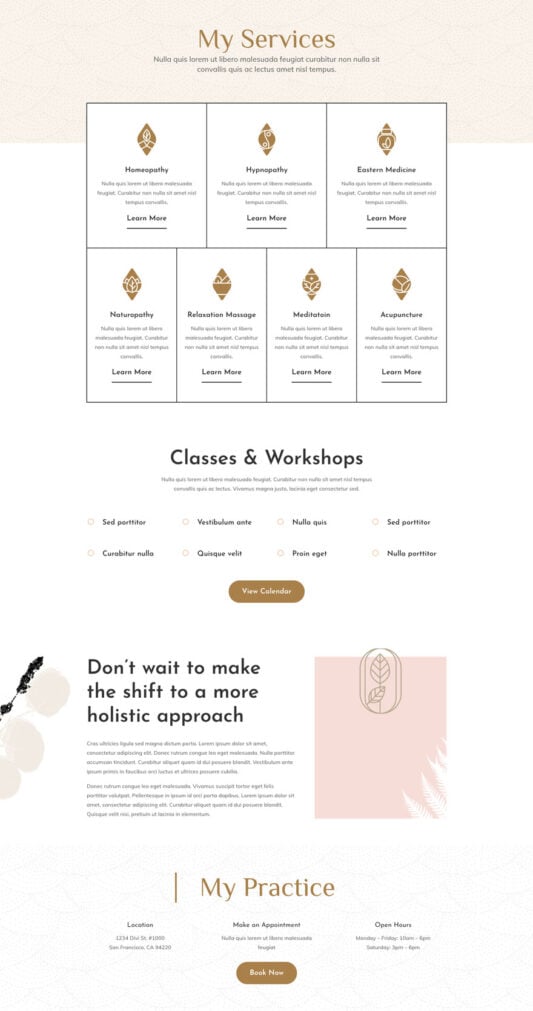 My Services
Nulla quis lorem ut libero malesuada feugiat curabitur non nulla sit
convallis quis ac lectus amet nisl tempus.
Homeopathy
Nulla quis lorem ut libero malesuada
feugiat. Curabitur non nulla sit amet nisl
tempus convallis.
Learn More
Hypnopathy
Nulla quis lorem ut libero malesuada
feugiat. Curabitur non nulla sit amet nisl
tempus convallis.
Learn More
Eastern Medicine
Nulla quis lorem ut libero malesuada
feugiat. Curabitur non nulla sit amet nisl
tempus convallis.
Learn More
Naturopathy
Nulla quis lorem ut libero
malesuada feugiat. Curabitur
non nulla sit amet nisl tempus
convallis.
Learn More
Relaxation Massage
Nulla quis lorem ut libero
malesuada feugiat. Curabitur
non nulla sit amet nisl tempus
convallis.
Learn More
Meditatoin
Nulla quis lorem ut libero
malesuada feugiat. Curabitur
non nulla sit amet nisl tempus
convallis.
Learn More
Acupuncture
Nulla quis lorem ut libero
malesuada feugiat. Curabitur
non nulla sit amet nisl tempus
convallis.
Learn More
Classes & Workshops
Nulla quis lorem ut libero malesuada feugiat. Curabitur non nulla sit amet nisl tempus
convallis quis ac lectus. Vivamus magna justo, lacinia eget consectetur sed.
Sed porttitor
Vestibulum ante
Nulla quis
Sed porttitor
Curabitur nulla
Quisque velit
Proin eget
Nulla porttitor
View Calendar
Don't wait to make
the shift to a more
holistic approach
Cras ultricies ligula sed magna dictum porta. Lorem ipsum dolor sit amet,
consectetur adipiscing elit. Donec rutrum congue leo eget malesuada. Nulla porttitor
accumsan tincidunt. Curabitur aliquet quam id dui posuere blandit. Vestibulum ante
ipsum primis in faucibus orci luctus et ultrices posuere cubilia.
Donec rutrum congue leo eget malesuada. Vivamus suscipit tortor eget felis
porttitor volutpat. Pellentesque in ipsum id orci porta dapibus. Lorem ipsum dolor sit
amet, consectetur adipiscing elit. Curabitur aliquet quam id dui posuere blandit.
Quisque velit nisi, pretium ut lacinia in elementum.
My Practice
Location
1234 Divi St. #1000
San Francisco, CA 94220
Make an Appointment
Nulla quis lorem ut libero malesuada
feugiat
Open Hours
Monday - Friday: 10am - 6pm
Saturday: 3pm - 6pm
Book Now